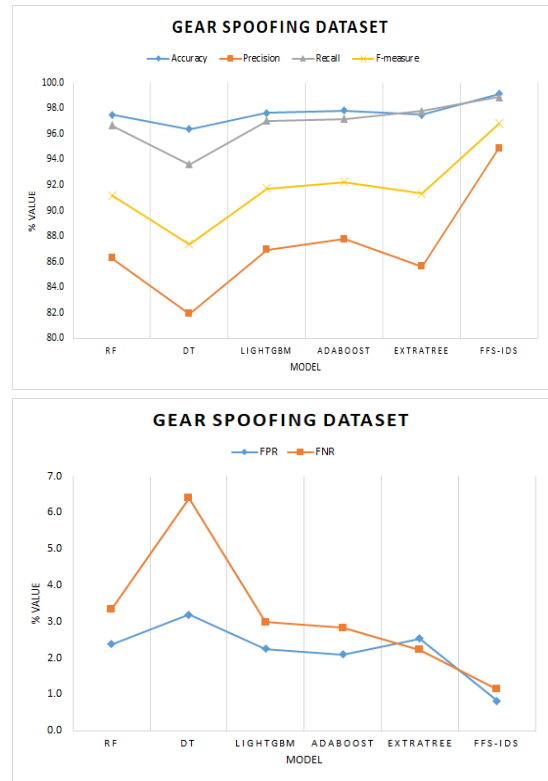 GEAR SPOOFING DATASET
Accuracy Precision Recall F-measure
100.0
98.0
96.0
94.0
92.0
90.0
88.0
86.0
84.0
82.0
80.0
% VALUE
RF DT LIGHTGBM ADABOOST EXTRATREE FFS-IDS
MODEL
GEAR SPOOFING DATASET
FPR FNR
7.0
6.0
5.0
4.0
3.0
2.0
1.0
0.0
% VALUE
RF DT LIGHTGBM ADABOOST EXTRATREE FFS-IDS
MODEL